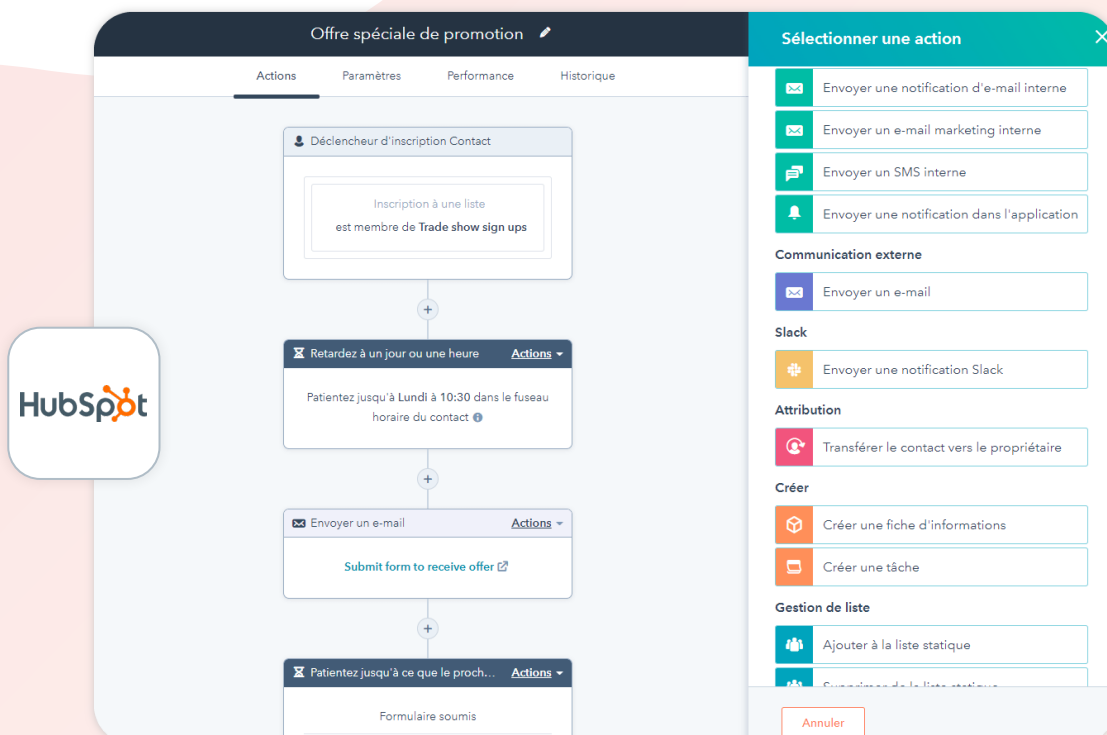 Offre spéciale de promotion
Sélectionner une action
Actions
Paramètres
Performance
Historique
Déclencheur d'inscription Contact
Inscription à une liste
est membre de Trade show sign ups
Retardez à un jour ou une heure
Actions
Patientez jusqu'à Lundi à 10:30 dans le fuseau
horaire du contact
Envoyer un e-mail
Actions
Submit form to receive offer
Patientez jusqu'à ce que le proch...
Actions
Formulaire soumis
HubSpot
Envoyer une notification d'e-mail interne
Envoyer un e-mail marketing interne
Envoyer un SMS interne
Envoyer une notification dans l'application
Communication externe
Envoyer un e-mail
Slack
Envoyer une notification Slack
Attribution
Transférer le contact vers le propriétaire
Créer
Créer une fiche d'informations
Créer une tâche
Gestion de liste
Ajouter à la liste statique
Supprimer de la liste statique
Annuler